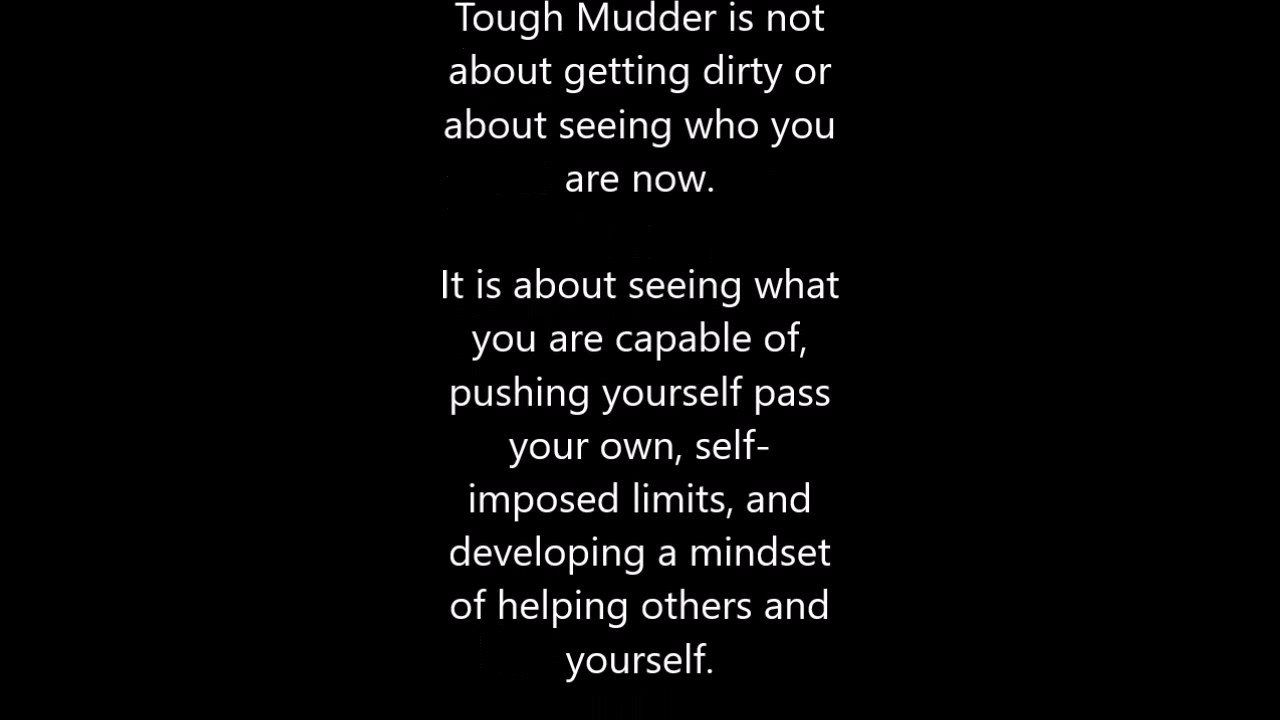 Tough Mudder is not
about getting dirty or
about seeing who you
are now.
It is about seeing what
you are capable of,
pushing yourself pass
your own, self-
imposed limits, and
developing a mindset
of helping others and
yourself.